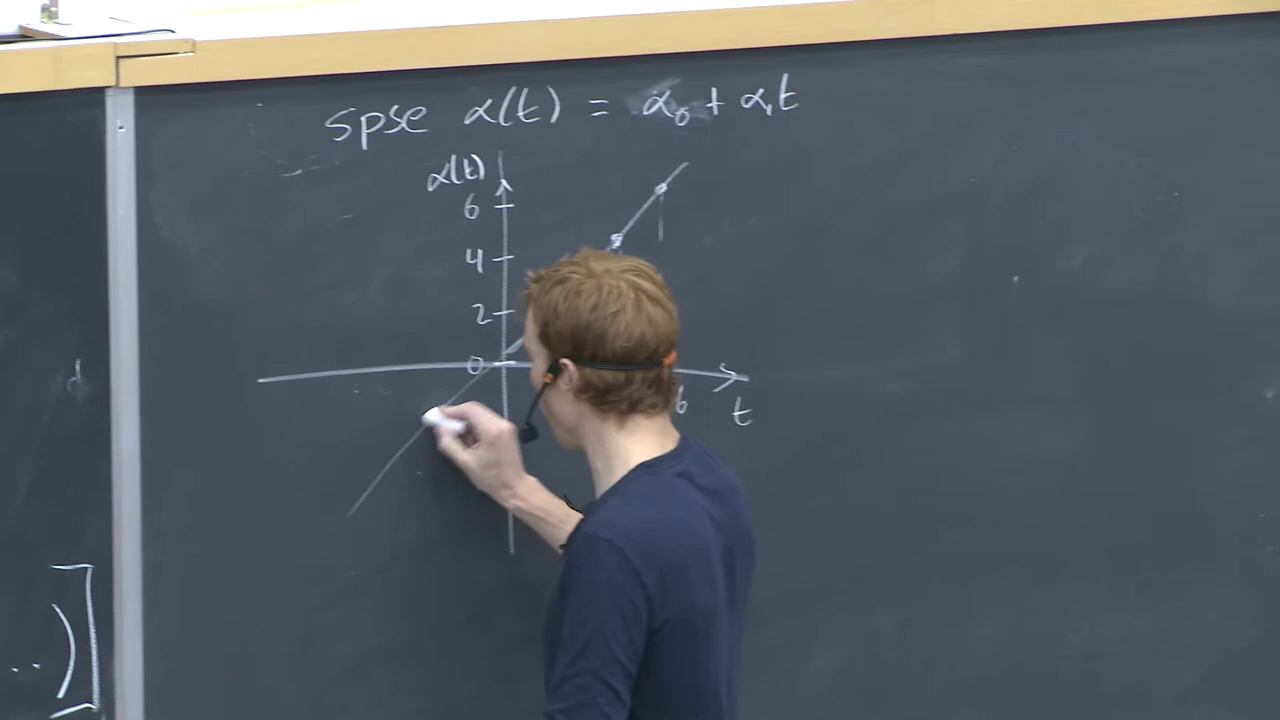 spse α(t) = α₀ + α₁t
α(t)
6
4
2
0
6
t
d
..)]